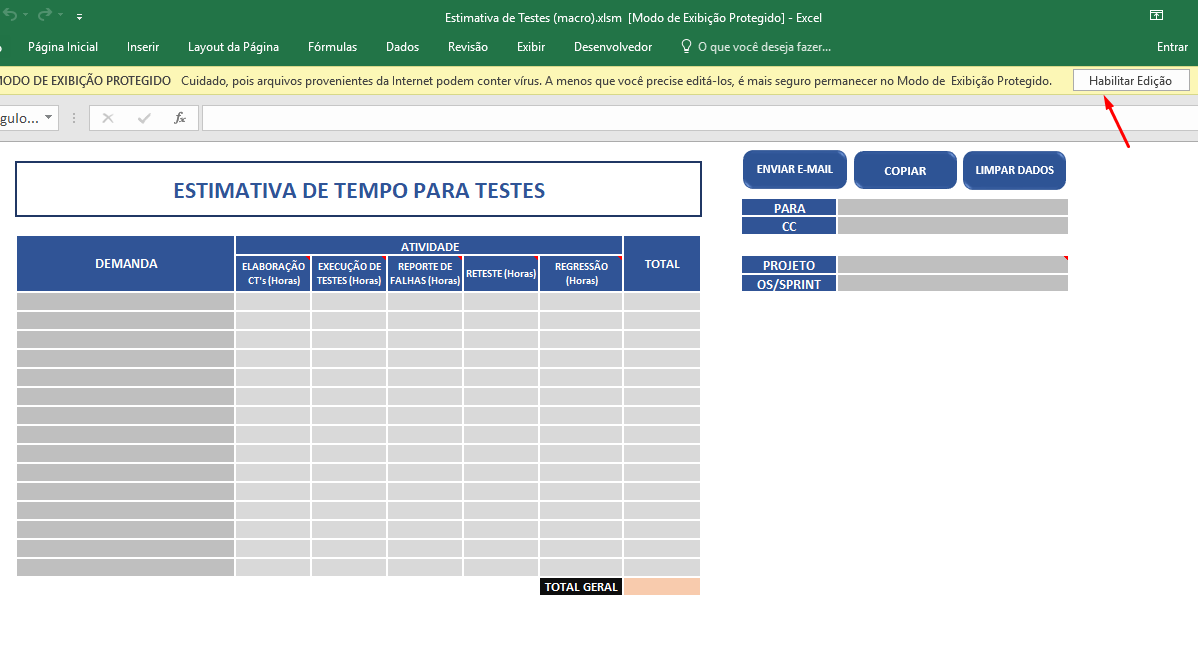 Estimativa de Testes (macro).xlsm [Modo de Exibição Protegido] - Excel
Página Inicial Inserir Layout da Página Fórmulas Dados Revisão Exibir Desenvolvedor O que você deseja fazer... Entrar
MODO DE EXIBIÇÃO PROTEGIDO Cuidado, pois arquivos provenientes da Internet podem conter vírus. A menos que você precise editá-los, é mais seguro permanecer no Modo de Exibição Protegido. Habilitar Edição
gulo... fx
ENVIAR E-MAIL COPIAR LIMPAR DADOS
ESTIMATIVA DE TEMPO PARA TESTES
PARA
CC
DEMANDA
ATIVIDADE
ELABORAÇÃO
CT's (Horas)
EXECUÇÃO DE
TESTES (Horas)
REPORTE DE
FALHAS (Horas)
RETESTE (Horas)
REGRESSÃO
(Horas)
TOTAL
PROJETO
OS/SPRINT
TOTAL GERAL